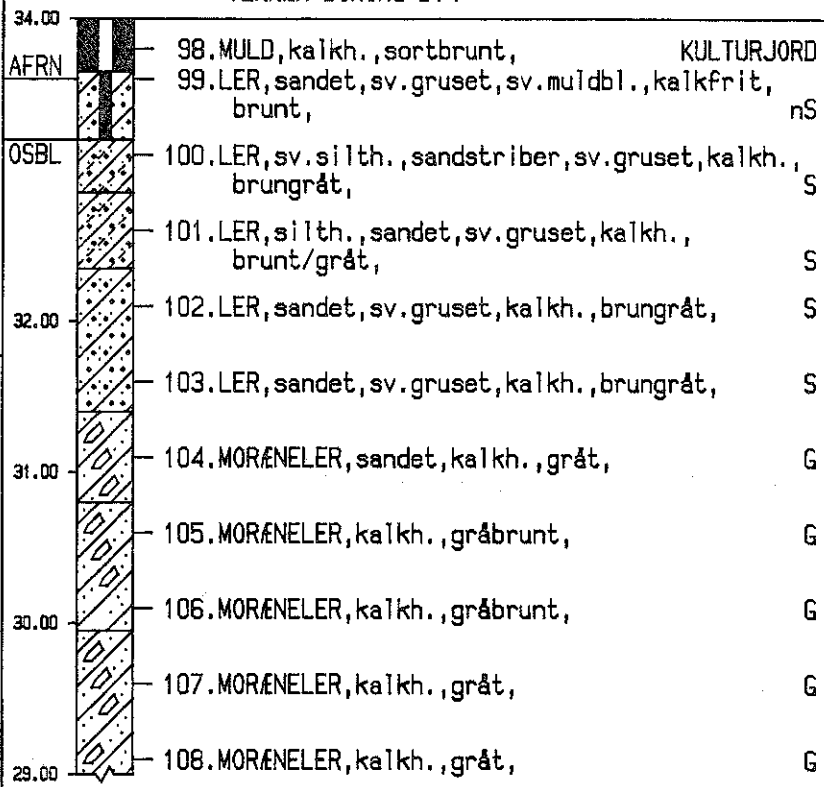 34.00
98.MULD,kalkh.,sortbrunt, KULTURJORD
AFRN
99.LER,sandet,sv.gruset,sv.muldbl.,kalkfrit,
brunt, nS
OSBL
100.LER,sv.silth.,sandstriber,sv.gruset,kalkh.,
brungråt, S
101.LER,silth.,sandet,sv.gruset,kalkh.,
brunt/gråt, S
32.00
102.LER,sandet,sv.gruset,kalkh.,brungråt, S
103.LER,sandet,sv.gruset,kalkh.,brungråt, S
31.00
104.MORÆNELER,sandet,kalkh.,gråt, G
105.MORÆNELER,kalkh.,gråbrunt, G
30.00
106.MORÆNELER,kalkh.,gråbrunt, G
107.MORÆNELER,kalkh.,gråt, G
29.00
108.MORÆNELER,kalkh.,gråt, G